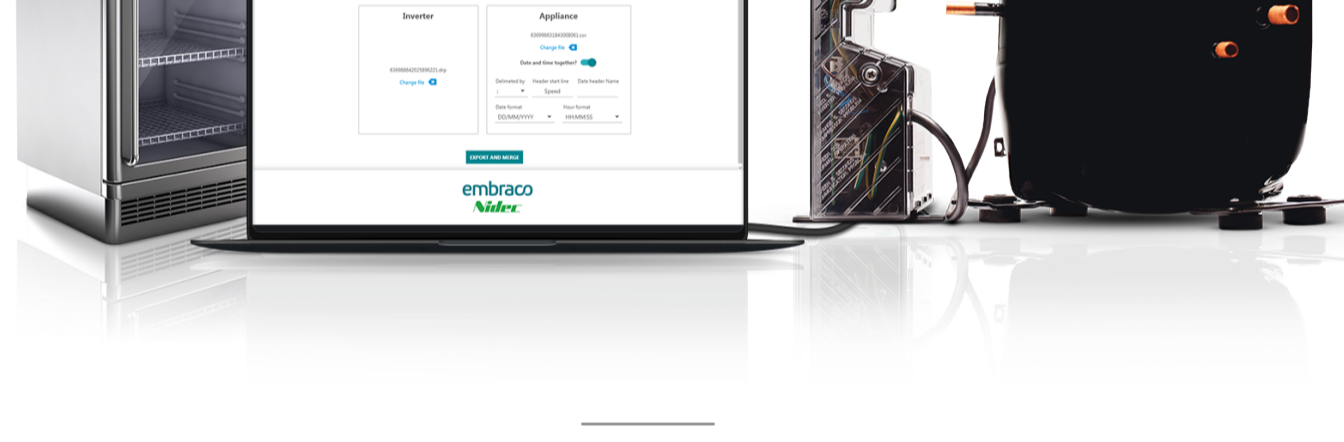 Inverter
Appliance
Change file
Change file
Date and time together?
Delimeted by
Header start line
Date header Name
;
Speed
Date format
Hour format
DD/MM/YYYY
HH:MM:SS
EXPORT AND MERGE
embraco
Nidec